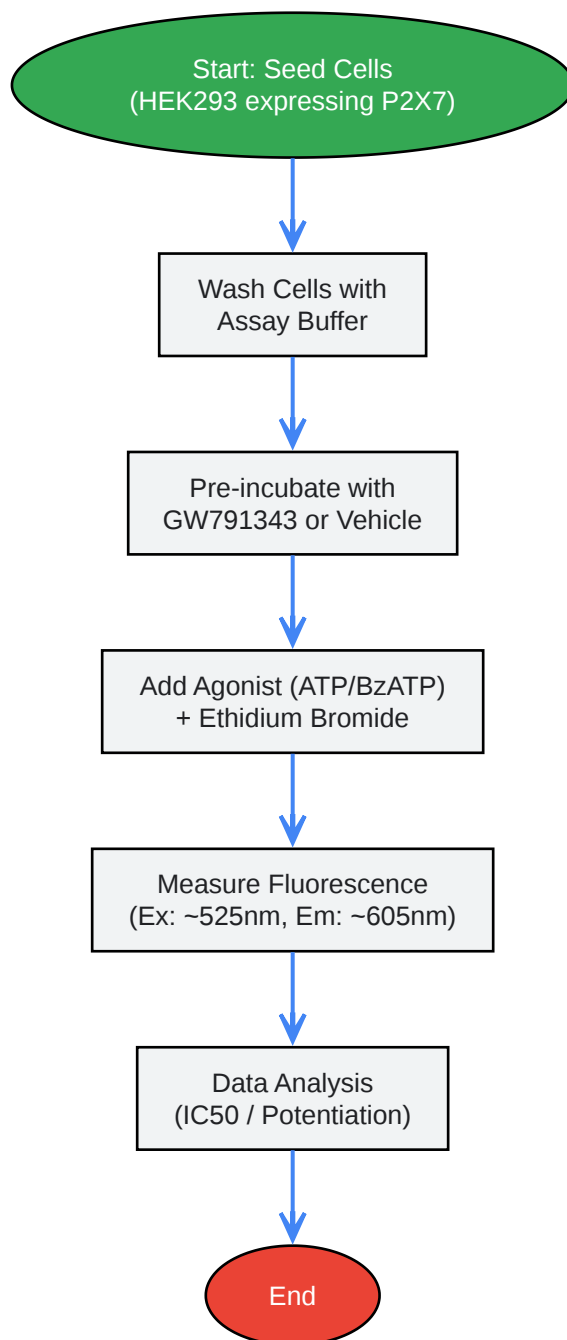 Start: Seed Cells
(HEK293 expressing P2X7)
Wash Cells with
Assay Buffer
Pre-incubate with
GW791343 or Vehicle
Add Agonist (ATP/BzATP)
+ Ethidium Bromide
Measure Fluorescence
(Ex: ~525nm, Em: ~605nm)
Data Analysis
(IC50 / Potentiation)
End